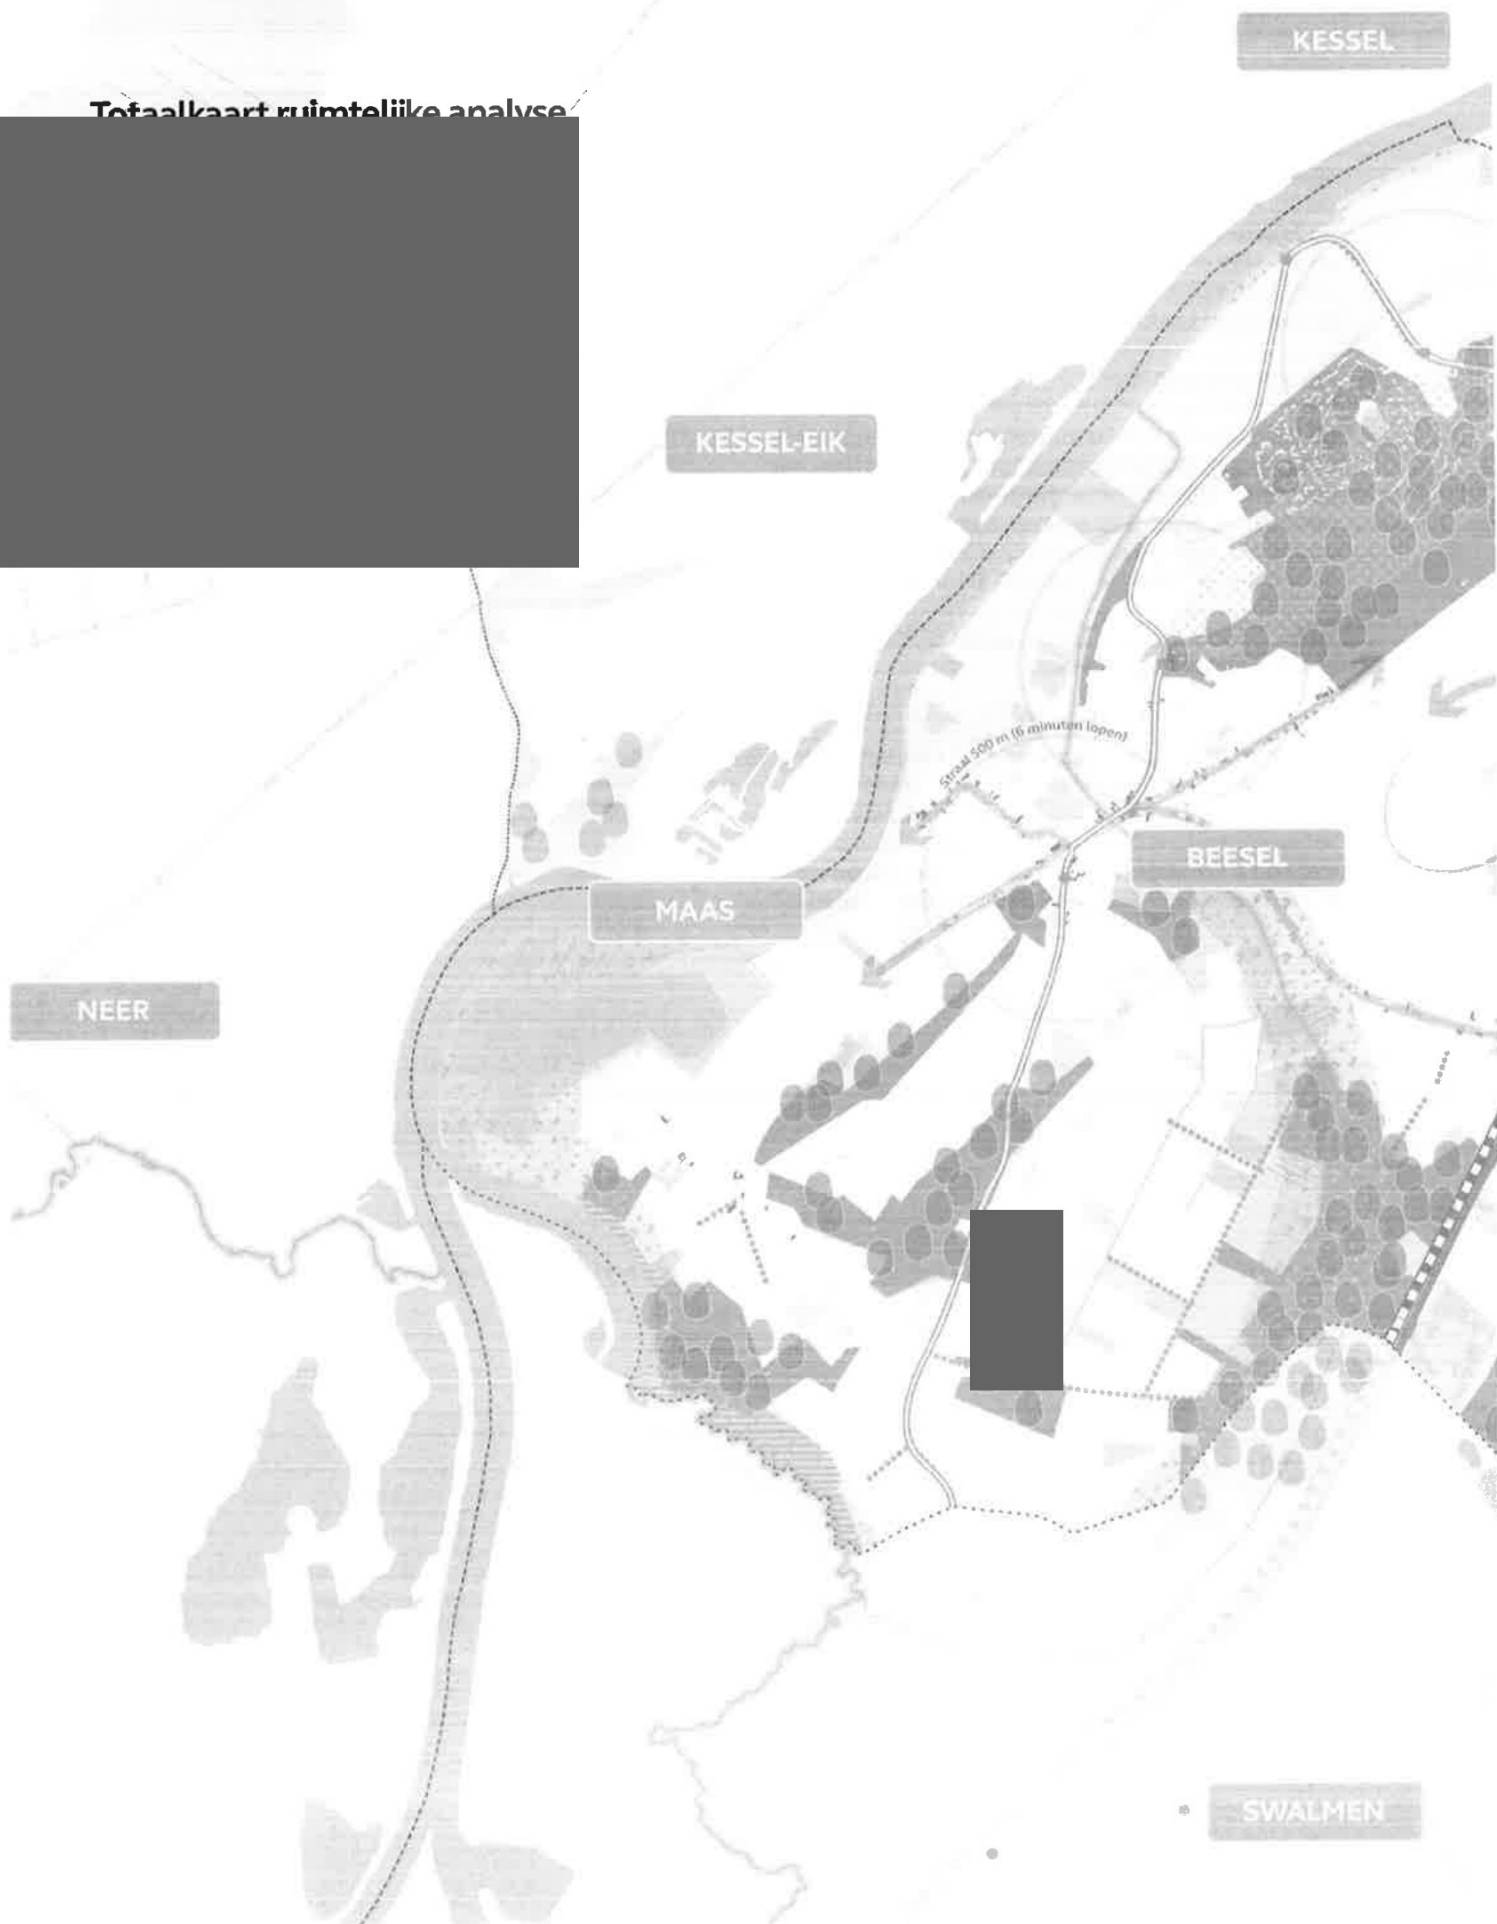 KESSEL
Totaalkaart ruimtelijke analyse
KESSEL-EIK
Straal 500 m (6 minuten lopen)
BEESEL
MAAS
NEER
SWALMEN